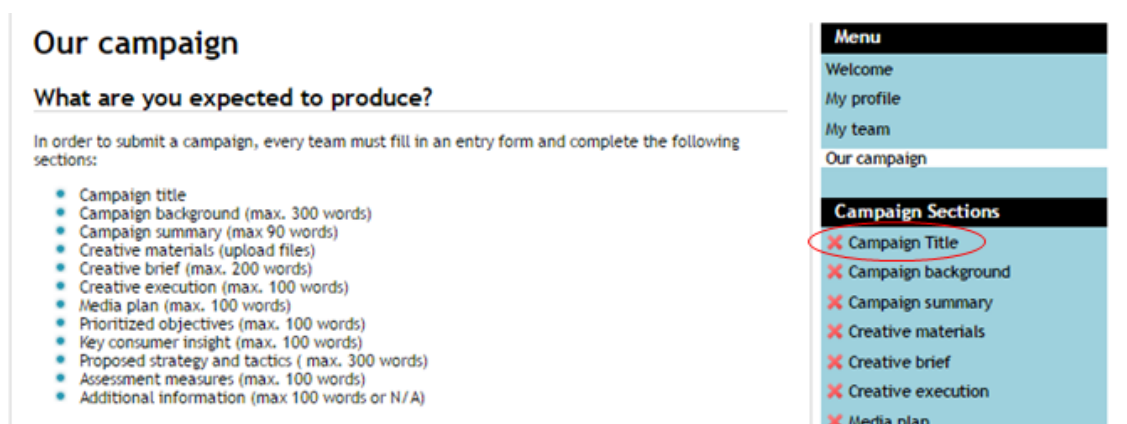 Our campaign
What are you expected to produce?
In order to submit a campaign, every team must fill in an entry form and complete the following
sections:
Campaign title
Campaign background (max. 300 words)
Campaign summary (max 90 words)
Creative materials (upload files)
Creative brief (max. 200 words)
Creative execution (max. 100 words)
Media plan (max. 100 words)
Prioritized objectives (max. 100 words)
Key consumer insight (max. 100 words)
Proposed strategy and tactics ( max. 300 words)
Assessment measures (max. 100 words)
Additional information (max 100 words or N/A)
Menu
Welcome
My profile
My team
Our campaign
Campaign Sections
Campaign Title
Campaign background
Campaign summary
Creative materials
Creative brief
Creative execution
Media plan